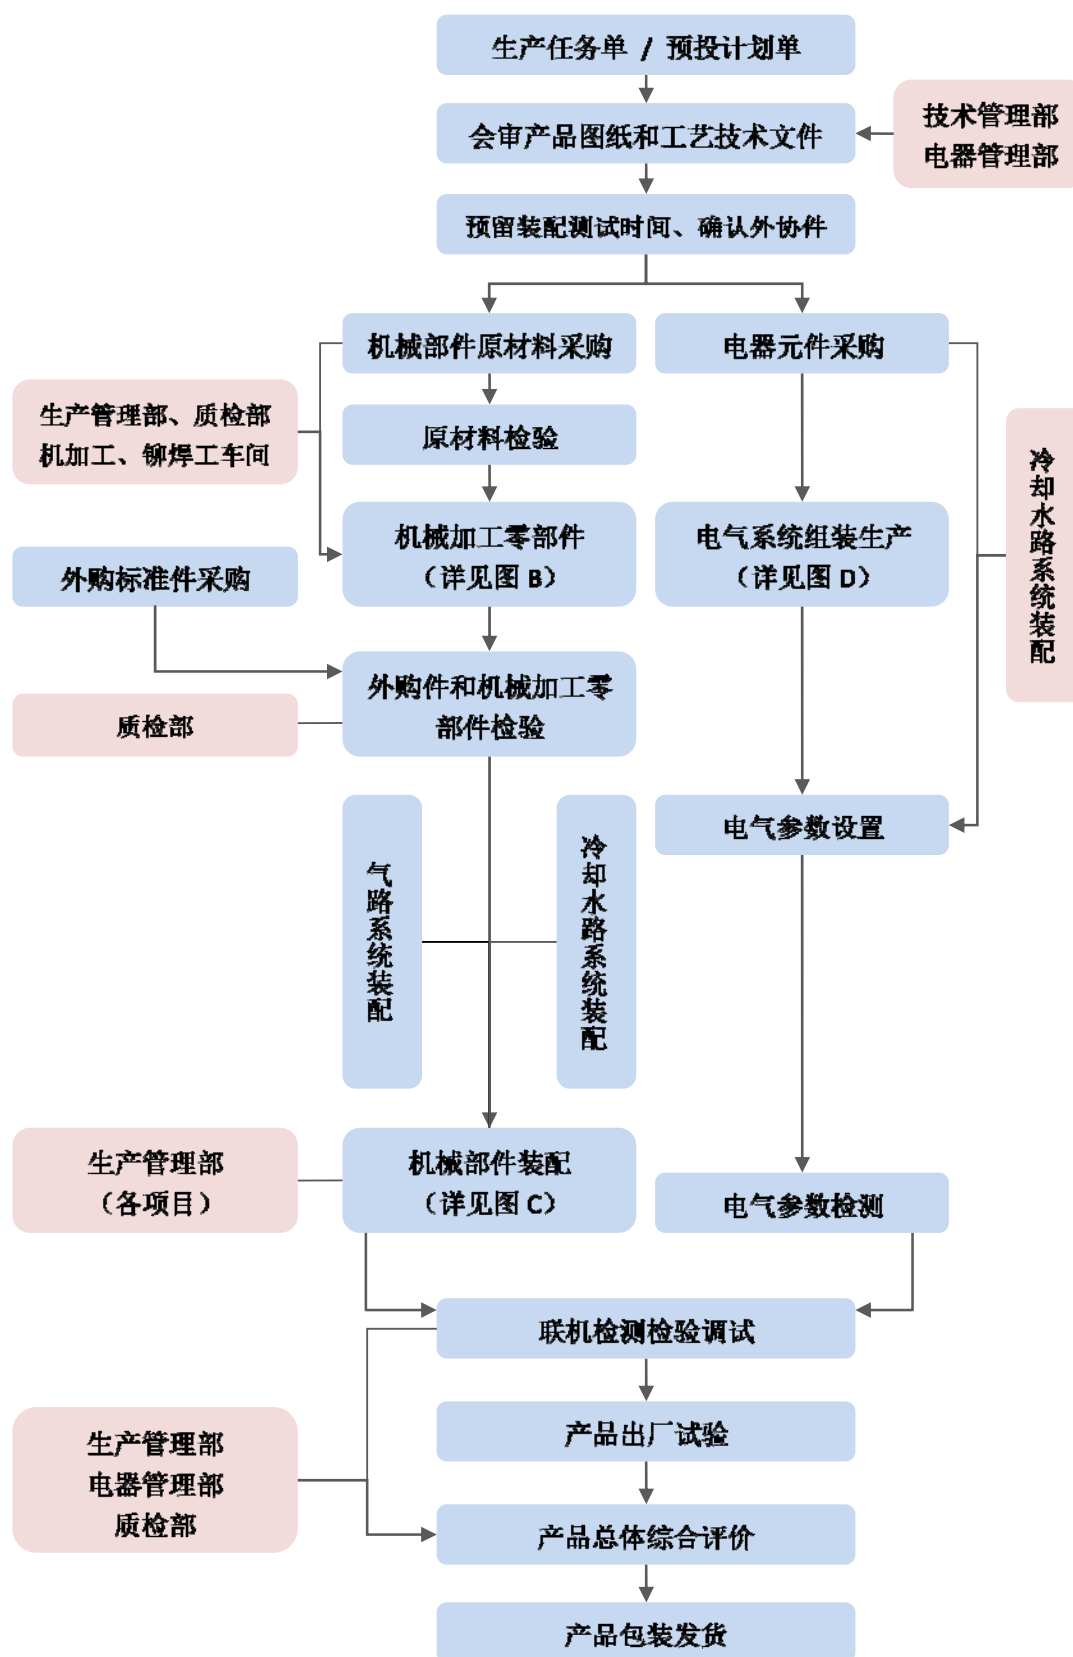 生产任务单 / 预投计划单
会审产品图纸和工艺技术文件
技术管理部
电器管理部
预留装配测试时间、确认外协件
机械部件原材料采购
电器元件采购
生产管理部、质检部
机加工、铆焊工车间
原材料检验
冷却水路系统装配
机械加工零部件
（详见图 B）
电气系统组装生产
（详见图 D）
外购标准件采购
外购件和机械加工零
部件检验
质检部
电气参数设置
气路系统装配
冷却水路系统装配
生产管理部
（各项目）
机械部件装配
（详见图 C）
电气参数检测
联机检测检验调试
产品出厂试验
生产管理部
电器管理部
质检部
产品总体综合评价
产品包装发货